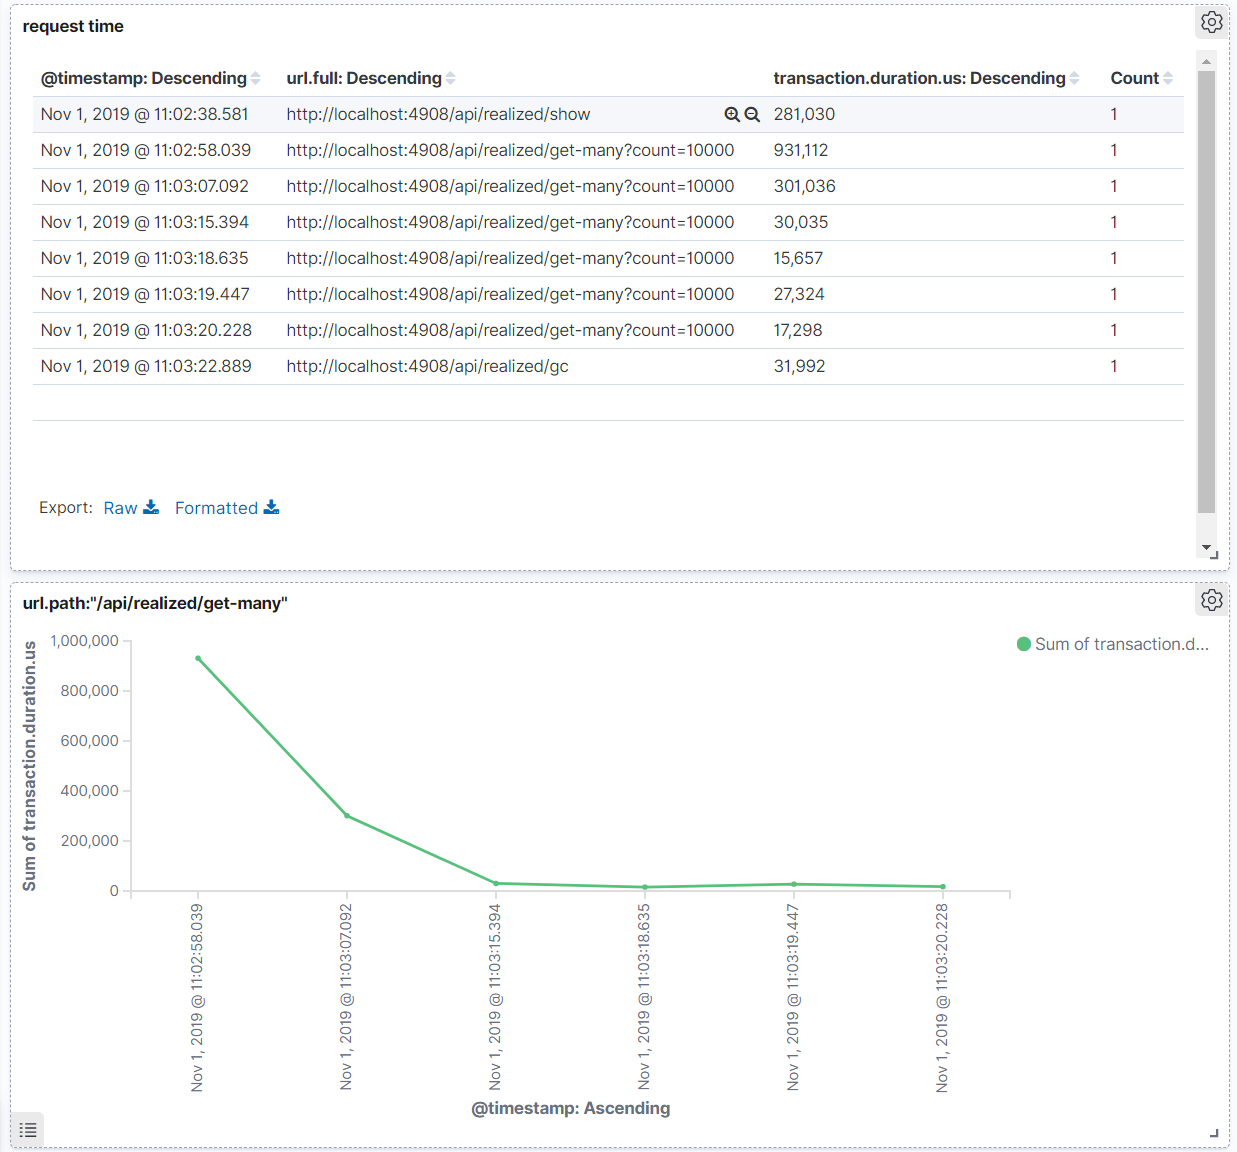 request time
@timestamp: Descending url.full: Descending transaction.duration.us: Descending Count
Nov 1, 2019 @ 11:02:38.581 http://localhost:4908/api/realized/show 281,030 1
Nov 1, 2019 @ 11:02:58.039 http://localhost:4908/api/realized/get-many?count=10000 931,112 1
Nov 1, 2019 @ 11:03:07.092 http://localhost:4908/api/realized/get-many?count=10000 301,036 1
Nov 1, 2019 @ 11:03:15.394 http://localhost:4908/api/realized/get-many?count=10000 30,035 1
Nov 1, 2019 @ 11:03:18.635 http://localhost:4908/api/realized/get-many?count=10000 15,657 1
Nov 1, 2019 @ 11:03:19.447 http://localhost:4908/api/realized/get-many?count=10000 27,324 1
Nov 1, 2019 @ 11:03:20.228 http://localhost:4908/api/realized/get-many?count=10000 17,298 1
Nov 1, 2019 @ 11:03:22.889 http://localhost:4908/api/realized/gc 31,992 1
Export: Raw Formatted
url.path:"/api/realized/get-many"
Sum of transaction.duration.us
1,000,000
800,000
600,000
400,000
200,000
0
Sum of transaction.d...
Nov 1, 2019 @ 11:02:58.039
Nov 1, 2019 @ 11:03:07.092
Nov 1, 2019 @ 11:03:15.394
Nov 1, 2019 @ 11:03:18.635
Nov 1, 2019 @ 11:03:19.447
Nov 1, 2019 @ 11:03:20.228
@timestamp: Ascending